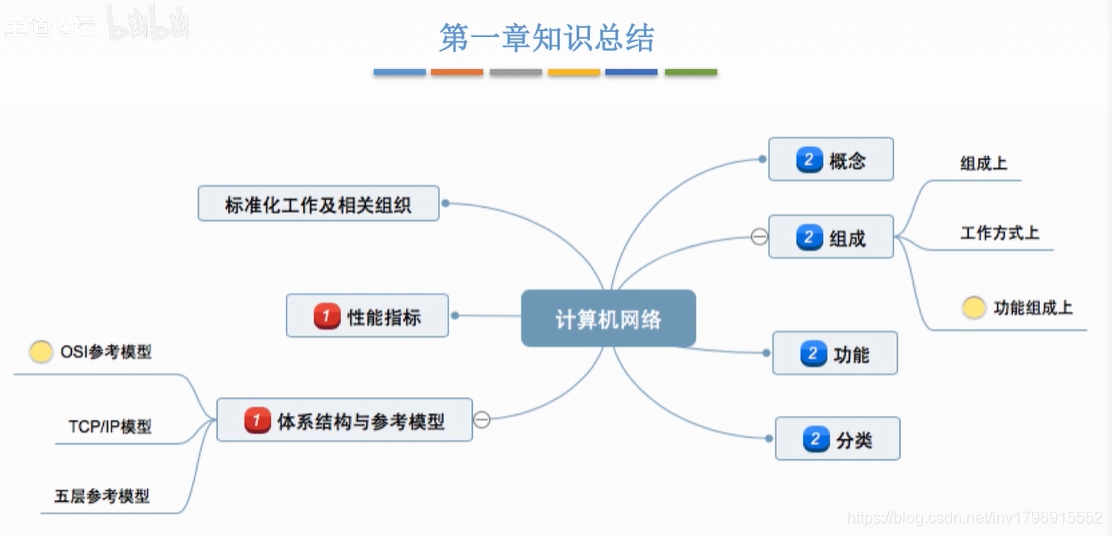 王道论坛 bilibili
第一章知识总结
2 概念
组成上
标准化工作及相关组织
2 组成
工作方式上
功能组成上
1 性能指标
计算机网络
OSI参考模型
2 功能
1 体系结构与参考模型
TCP/IP模型
2 分类
五层参考模型
https://blog.csdn.net/inv1796915552